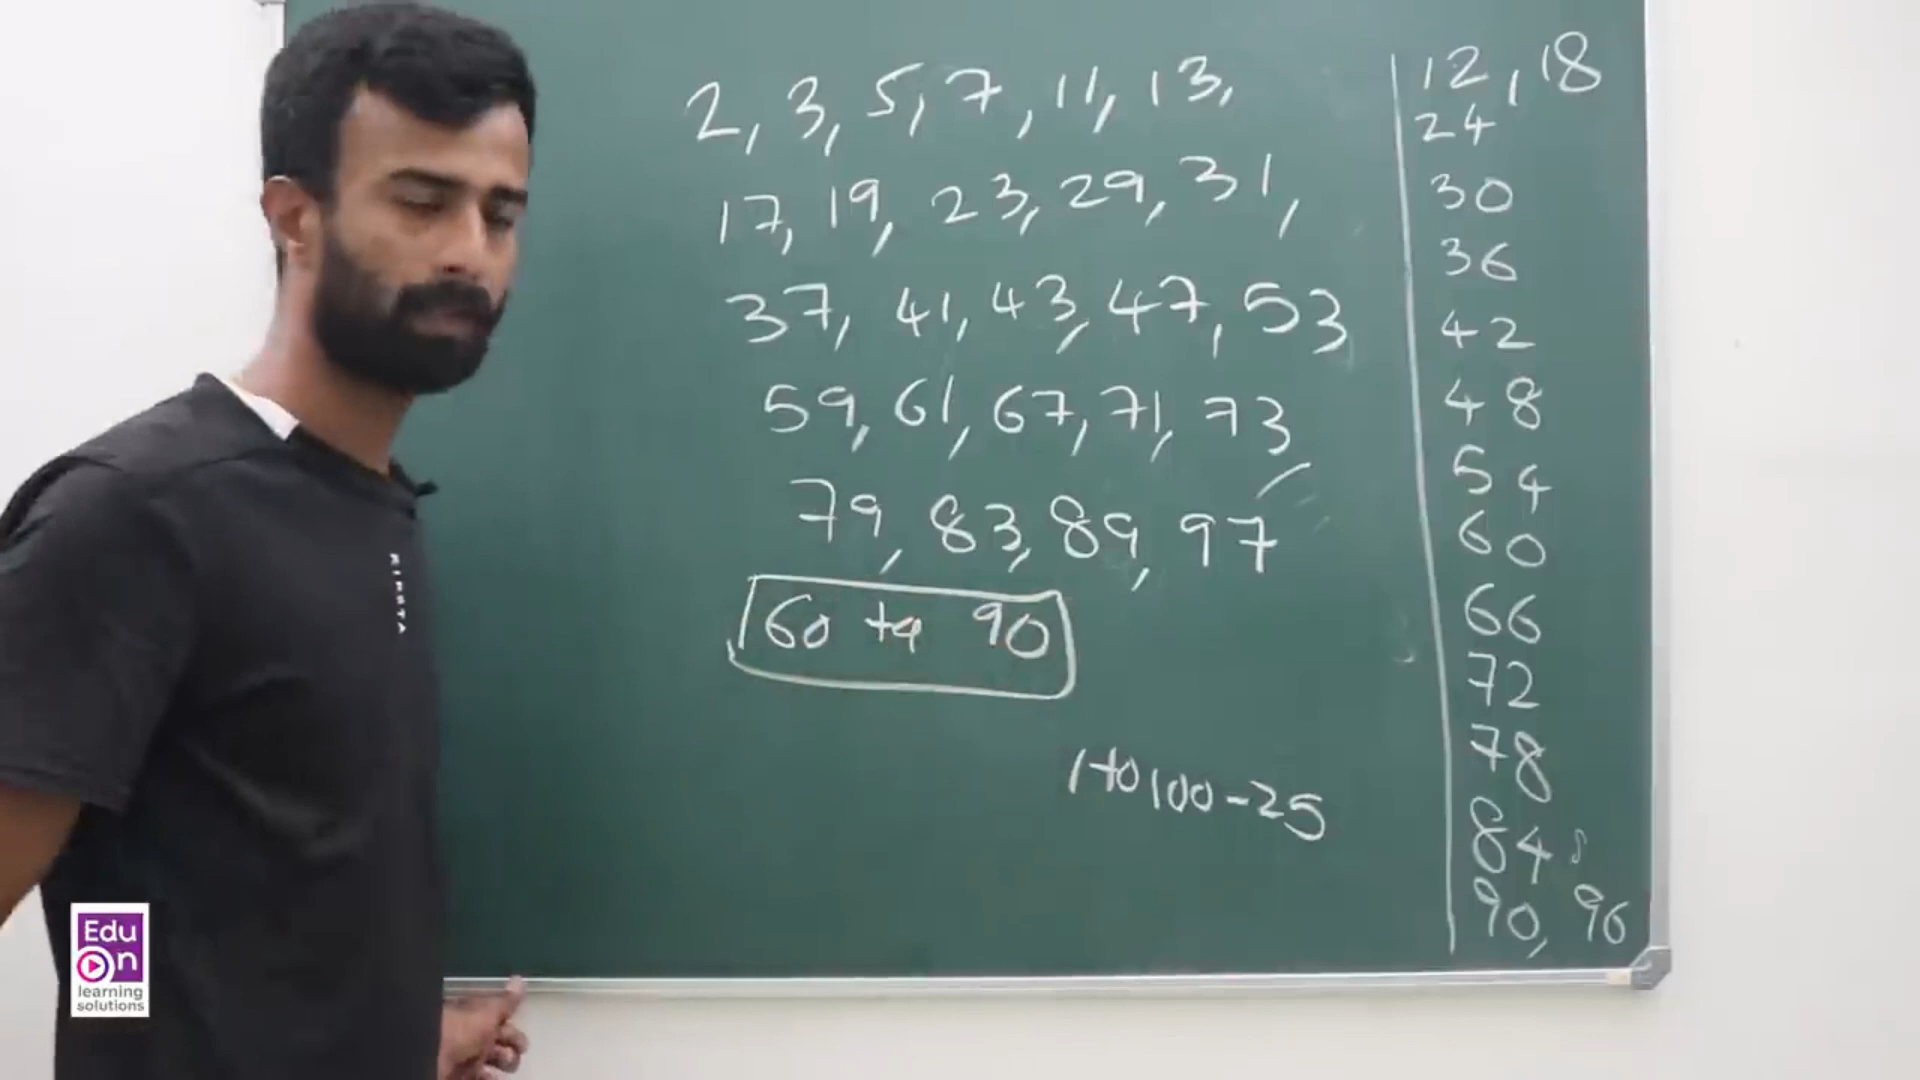 2, 3, 5, 7, 11, 13,
17, 19, 23, 29, 31,
37, 41, 43, 47, 53
59, 61, 67, 71, 73
79, 83, 89, 97
60 to 90
1 to 100 - 25
12, 18
24
30
36
42
48
54
60
66
72
78
84
90, 96
KIPSTA
Edu
On
learning
solutions